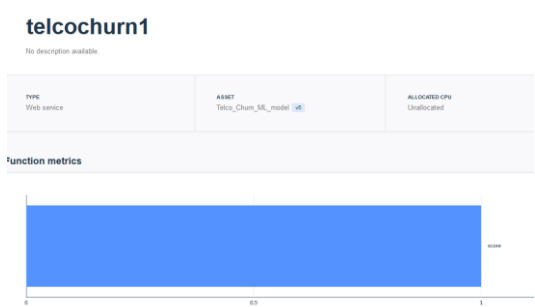 telcochurn1
No description available.
TYPE
ASSET
ALLOCATED CPU
Web service
Telco_Churn_ML_model v5
Unallocated
Function metrics
score
0
0.5
1